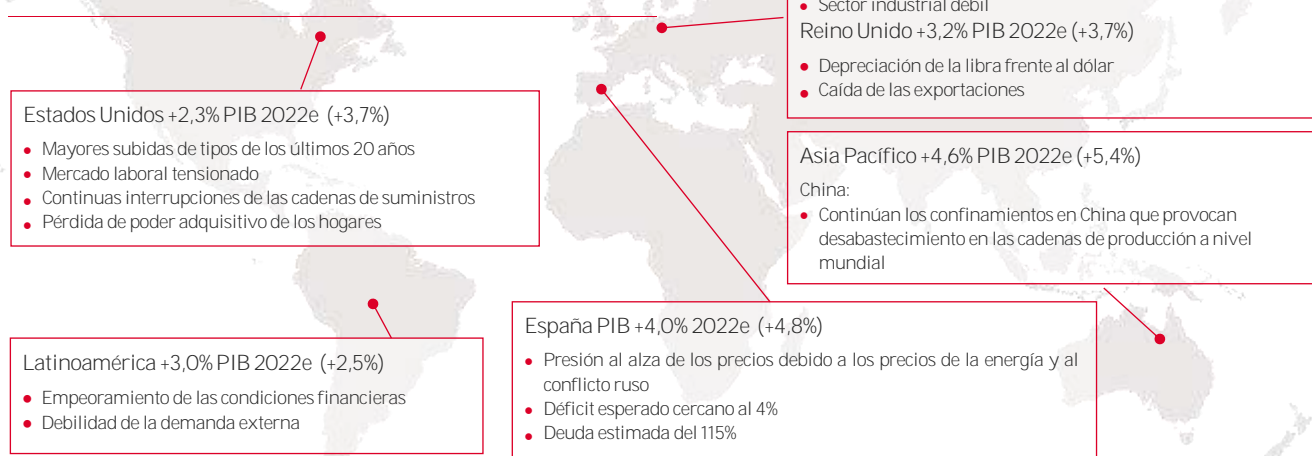 Sector industrial débil
Reino Unido +3,2% PIB 2022e (+3,7%)
Depreciación de la libra frente al dólar
Caída de las exportaciones
Estados Unidos +2,3% PIB 2022e (+3,7%)
Mayores subidas de tipos de los últimos 20 años
Mercado laboral tensionado
Continuas interrupciones de las cadenas de suministros
Pérdida de poder adquisitivo de los hogares
Asia Pacífico +4,6% PIB 2022e (+5,4%)
China:
Continúan los confinamientos en China que provocan
desabastecimiento en las cadenas de producción a nivel
mundial
España PIB +4,0% 2022e (+4,8%)
Presión al alza de los precios debido a los precios de la energía y al
conflicto ruso
Déficit esperado cercano al 4%
Deuda estimada del 115%
Latinoamérica +3,0% PIB 2022e (+2,5%)
Empeoramiento de las condiciones financieras
Debilidad de la demanda externa